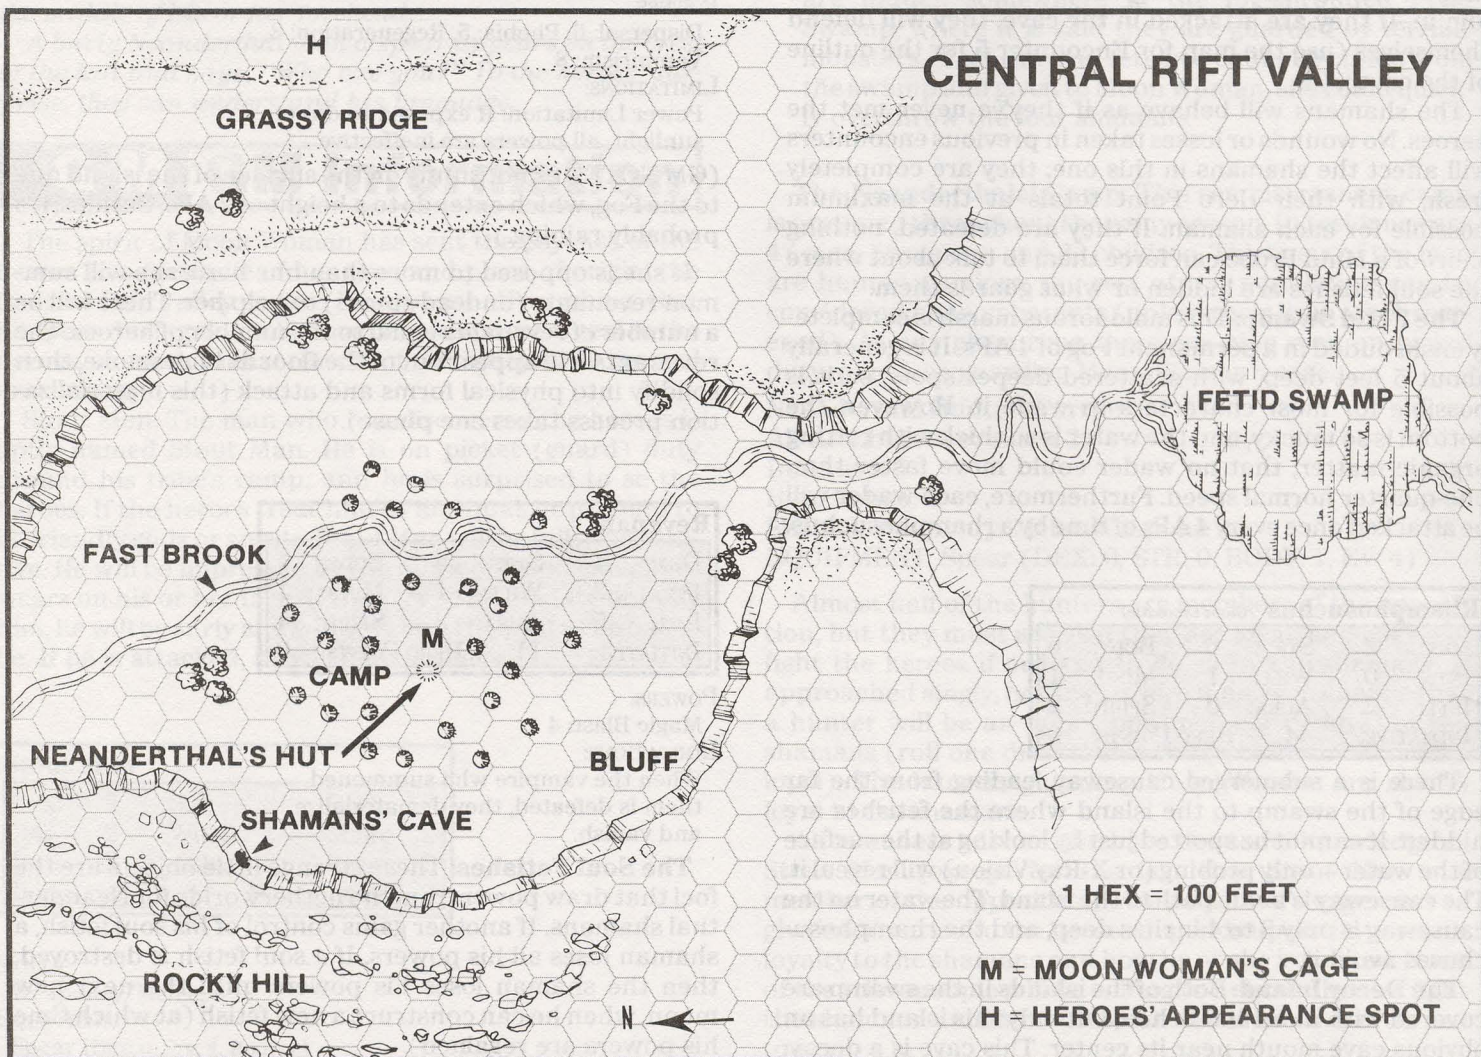 H
CENTRAL RIFT VALLEY
GRASSY RIDGE
FETID SWAMP
FAST BROOK
M
CAMP
NEANDERTHAL'S HUT
BLUFF
SHAMANS' CAVE
1 HEX = 100 FEET
ROCKY HILL
M = MOON WOMAN'S CAGE
N
H = HEROES' APPEARANCE SPOT